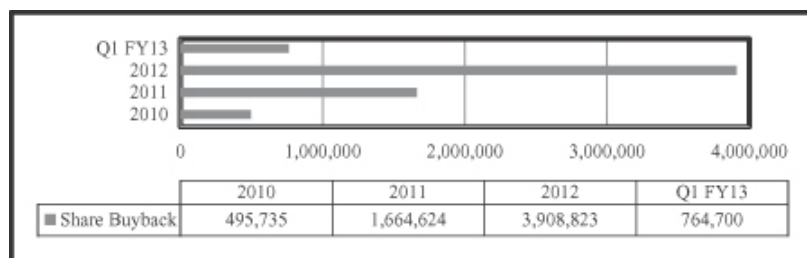 Q1 FY13
2012
2011
2010
0 1,000,000 2,000,000 3,000,000 4,000,000
2010 2011 2012 Q1 FY13
Share Buyback 495,735 1,664,624 3,908,823 764,700